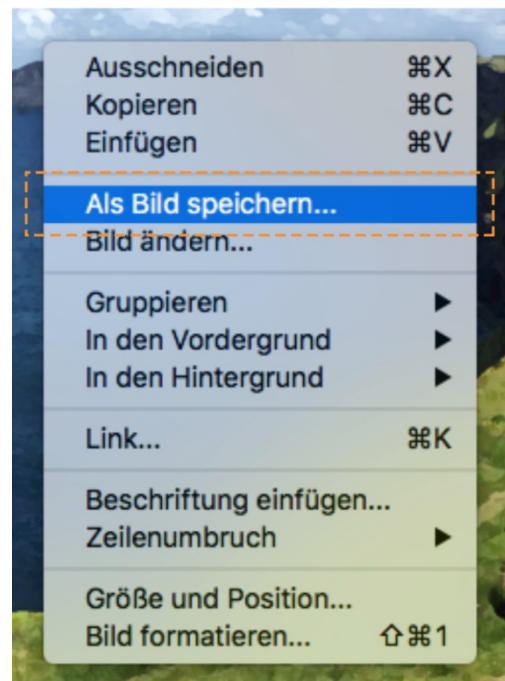 Ausschneiden ⌘X
Kopieren ⌘C
Einfügen ⌘V
Als Bild speichern...
Bild ändern...
Gruppieren ▶
In den Vordergrund ▶
In den Hintergrund ▶
Link... ⌘K
Beschriftung einfügen...
Zeilenumbruch ▶
Größe und Position...
Bild formatieren... ⇧⌘1